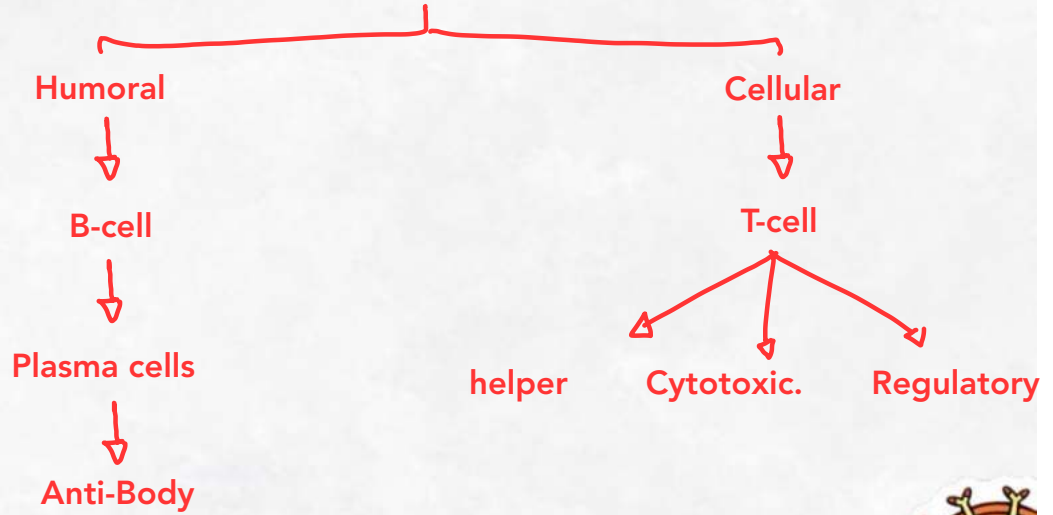 Humoral
Cellular
B-cell
T-cell
Plasma cells
helper
Cytotoxic.
Regulatory
Anti-Body